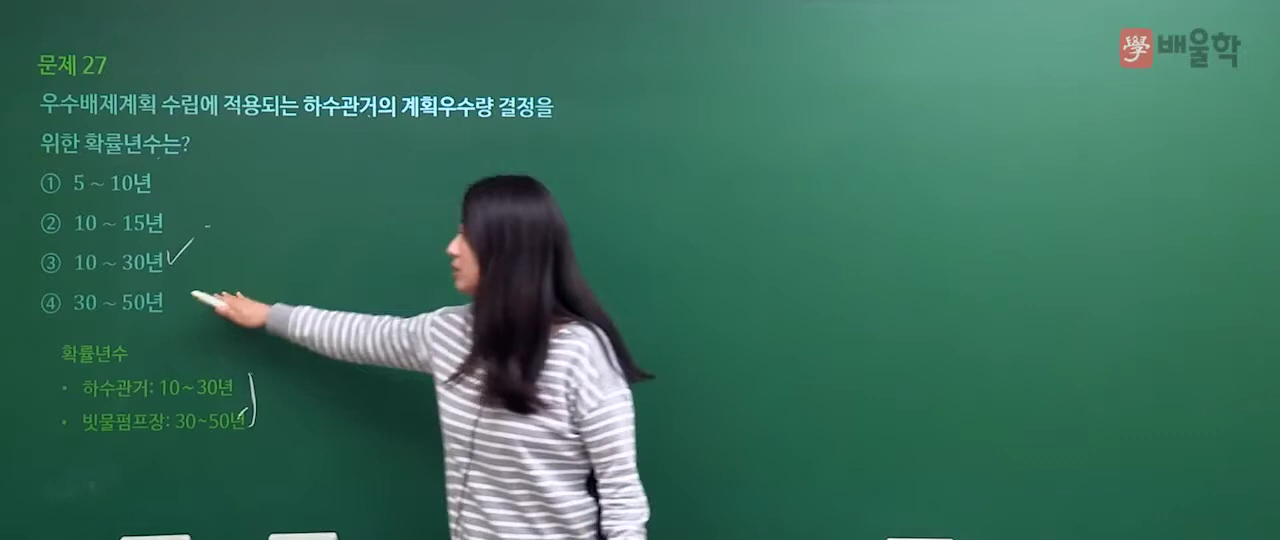 學 배울학
문제 27
우수배제계획 수립에 적용되는 하수관거의 계획우수량 결정을
위한 확률년수는?
① 5 ~ 10년
② 10 ~ 15년
③ 10 ~ 30년
④ 30 ~ 50년
확률년수
• 하수관거: 10~30년
• 빗물펌프장: 30~50년